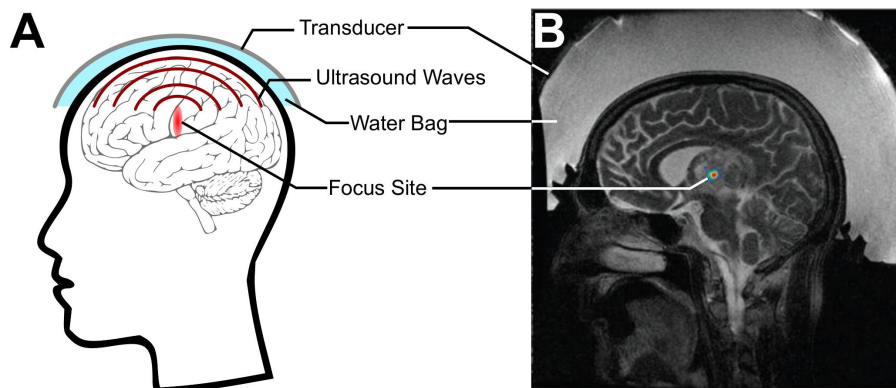 A
B
Transducer
Ultrasound Waves
Water Bag
Focus Site